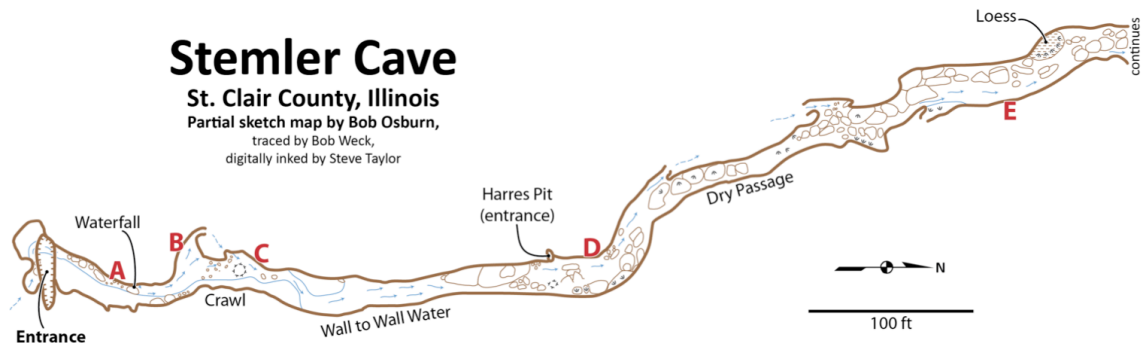 Stemler Cave
St. Clair County, Illinois
Partial sketch map by Bob Osburn,
traced by Bob Weck,
digitally inked by Steve Taylor
Loess
continues
E
Dry Passage
Harres Pit
(entrance)
D
Waterfall
A
B
C
Crawl
Wall to Wall Water
Entrance
N
100 ft